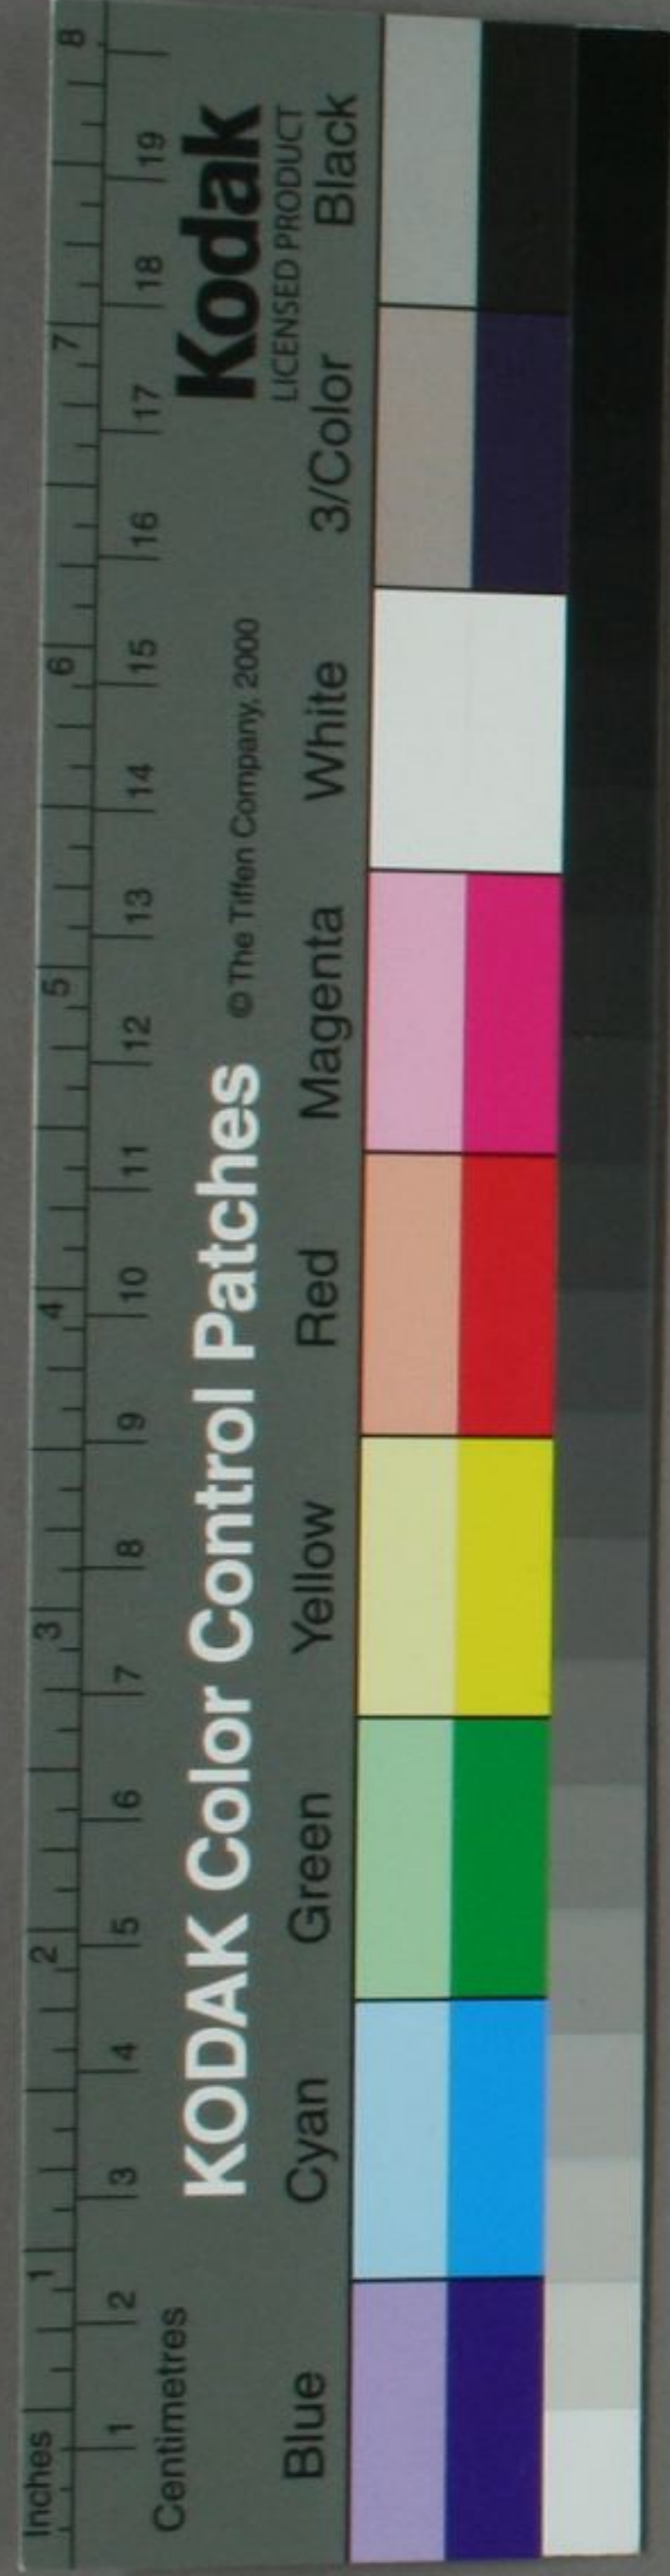 Inches 1 2 3 4 5 6 7 8
Centimetres 1 2 3 4 5 6 7 8 9 10 11 12 13 14 15 16 17 18 19
KODAK Color Control Patches © The Tiffen Company, 2000 Kodak
LICENSED PRODUCT
Blue Cyan Green Yellow Red Magenta White 3/Color Black